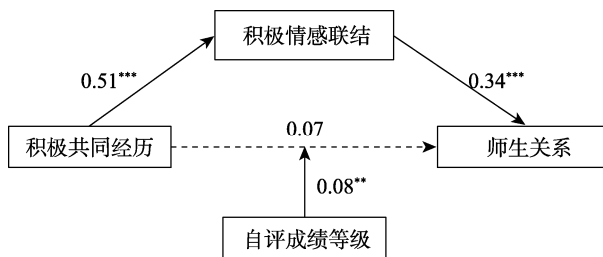 积极情感联结
0.51***
0.34***
积极共同经历
0.07
师生关系
0.08**
自评成绩等级